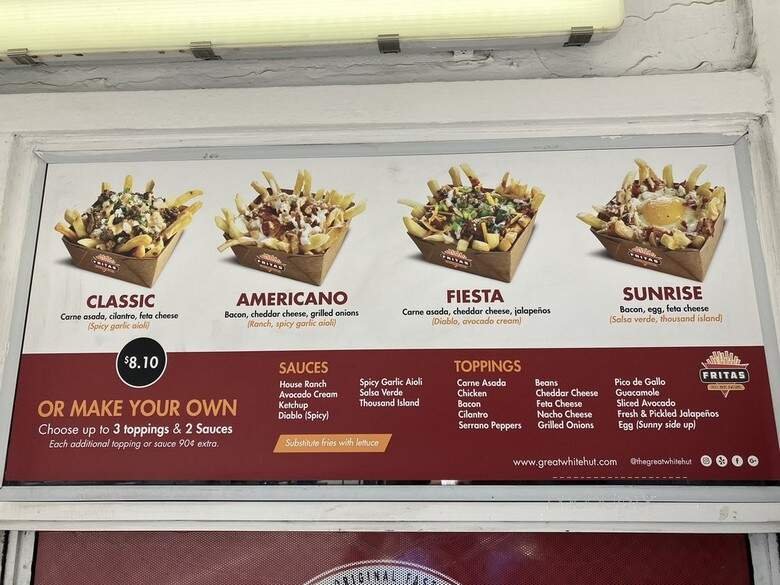 CLASSIC
Carne asada, cilantro, feta cheese
(Spicy garlic aioli)
AMERICANO
Bacon, cheddar cheese, grilled onions
(Ranch, spicy garlic aioli)
FIESTA
Carne asada, cheddar cheese, jalapeños
(Diablo, avocado cream)
SUNRISE
Bacon, egg, feta cheese
(Salsa verde, thousand island)
$8.10
OR MAKE YOUR OWN
Choose up to 3 toppings & 2 Sauces
Each additional topping or sauce 90¢ extra.
SAUCES
House Ranch
Avocado Cream
Ketchup
Diablo (Spicy)
Spicy Garlic Aioli
Salsa Verde
Thousand Island
Substitute fries with lettuce
TOPPINGS
Carne Asada
Chicken
Bacon
Cilantro
Serrano Peppers
Beans
Cheddar Cheese
Feta Cheese
Nacho Cheese
Grilled Onions
Pico de Gallo
Guacamole
Sliced Avocado
Fresh & Pickled Jalapeños
Egg (Sunny side up)
FRITAS
www.greatwhitehut.com @thegreatwhitehut
ORIGINAL